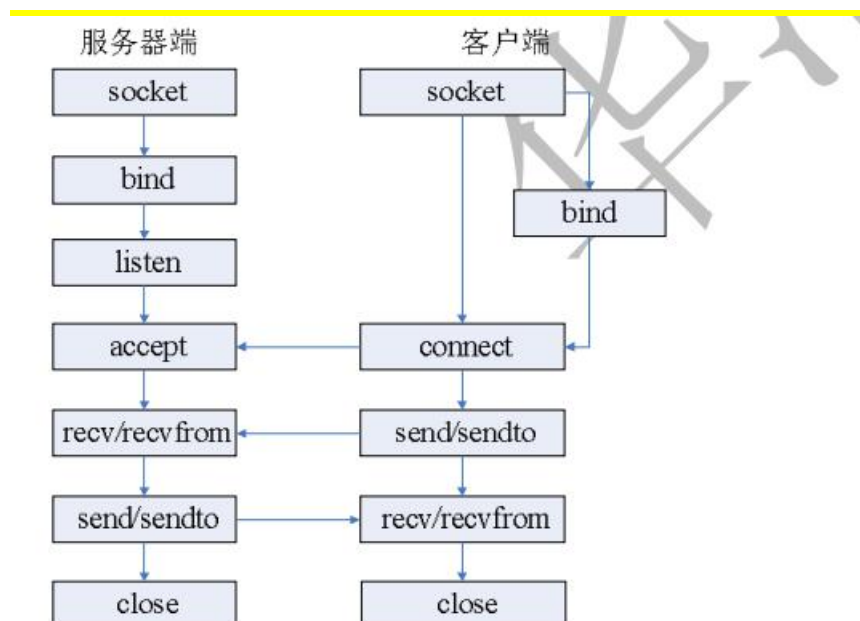 服务器端
客户端
socket
socket
bind
bind
listen
accept
connect
recv/recvfrom
send/sendto
send/sendto
recv/recvfrom
close
close